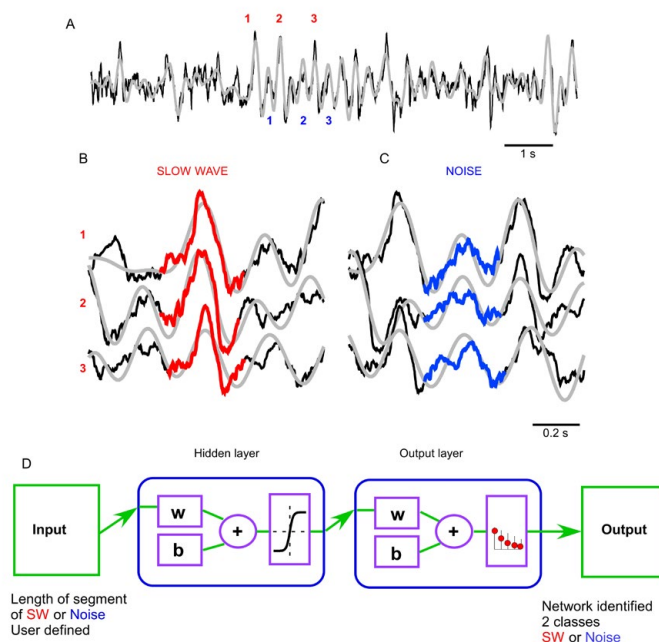 A
1 2 3
1 2 3
1 s
B C
SLOW WAVE NOISE
1
2
3
0.2 s
D
Hidden layer Output layer
Input w b + w b + Output
Length of segment
of SW or Noise
User defined
Network identified
2 classes
SW or Noise